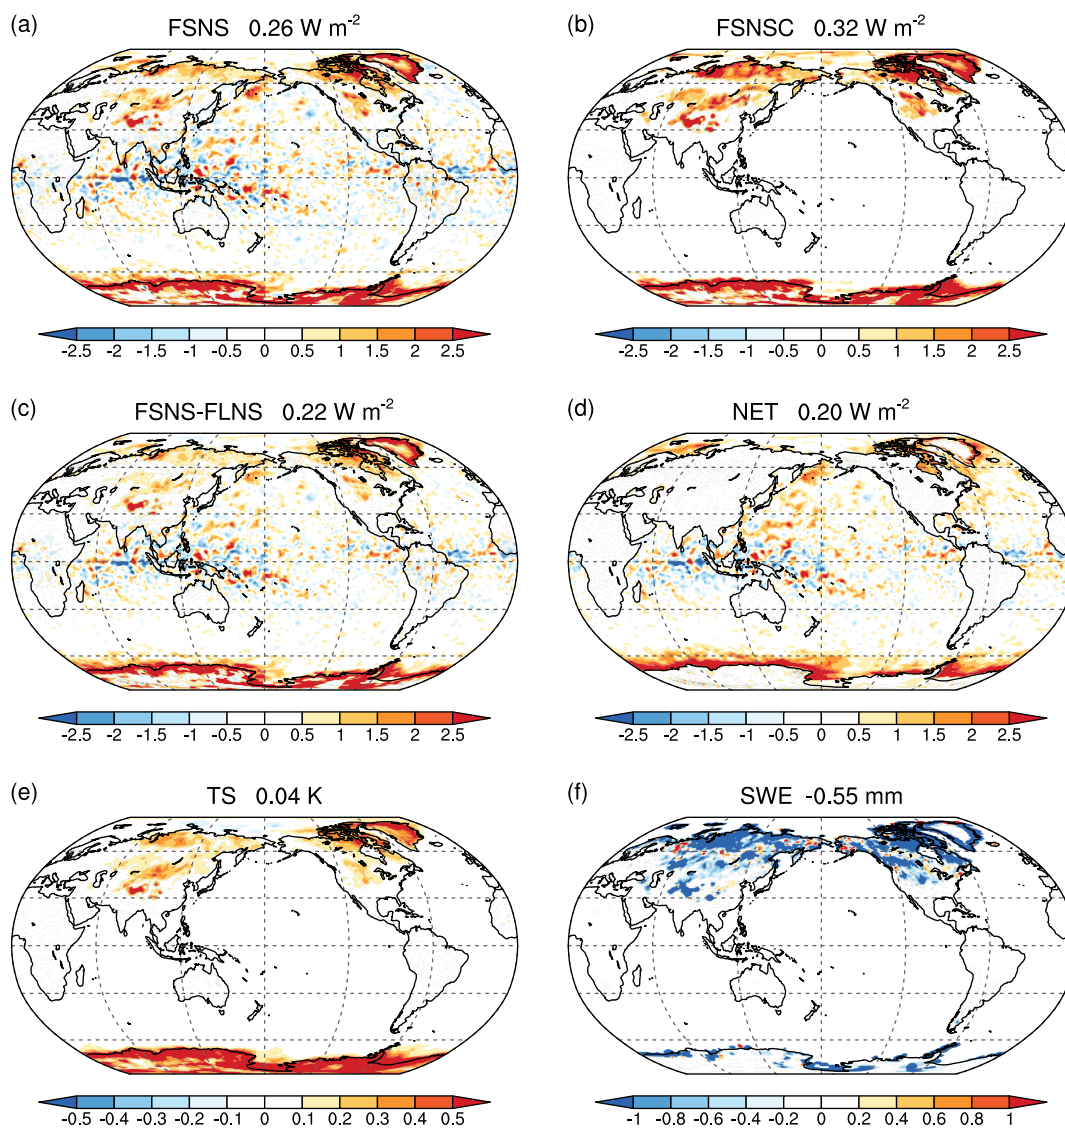 (a) FSNS 0.26 W m⁻²
(b) FSNSC 0.32 W m⁻²
-2.5 -2 -1.5 -1 -0.5 0 0.5 1 1.5 2 2.5
-2.5 -2 -1.5 -1 -0.5 0 0.5 1 1.5 2 2.5
(c) FSNS-FLNS 0.22 W m⁻²
(d) NET 0.20 W m⁻²
-2.5 -2 -1.5 -1 -0.5 0 0.5 1 1.5 2 2.5
-2.5 -2 -1.5 -1 -0.5 0 0.5 1 1.5 2 2.5
(e) TS 0.04 K
(f) SWE -0.55 mm
-0.5 -0.4 -0.3 -0.2 -0.1 0 0.1 0.2 0.3 0.4 0.5
-1 -0.8 -0.6 -0.4 -0.2 0 0.2 0.4 0.6 0.8 1